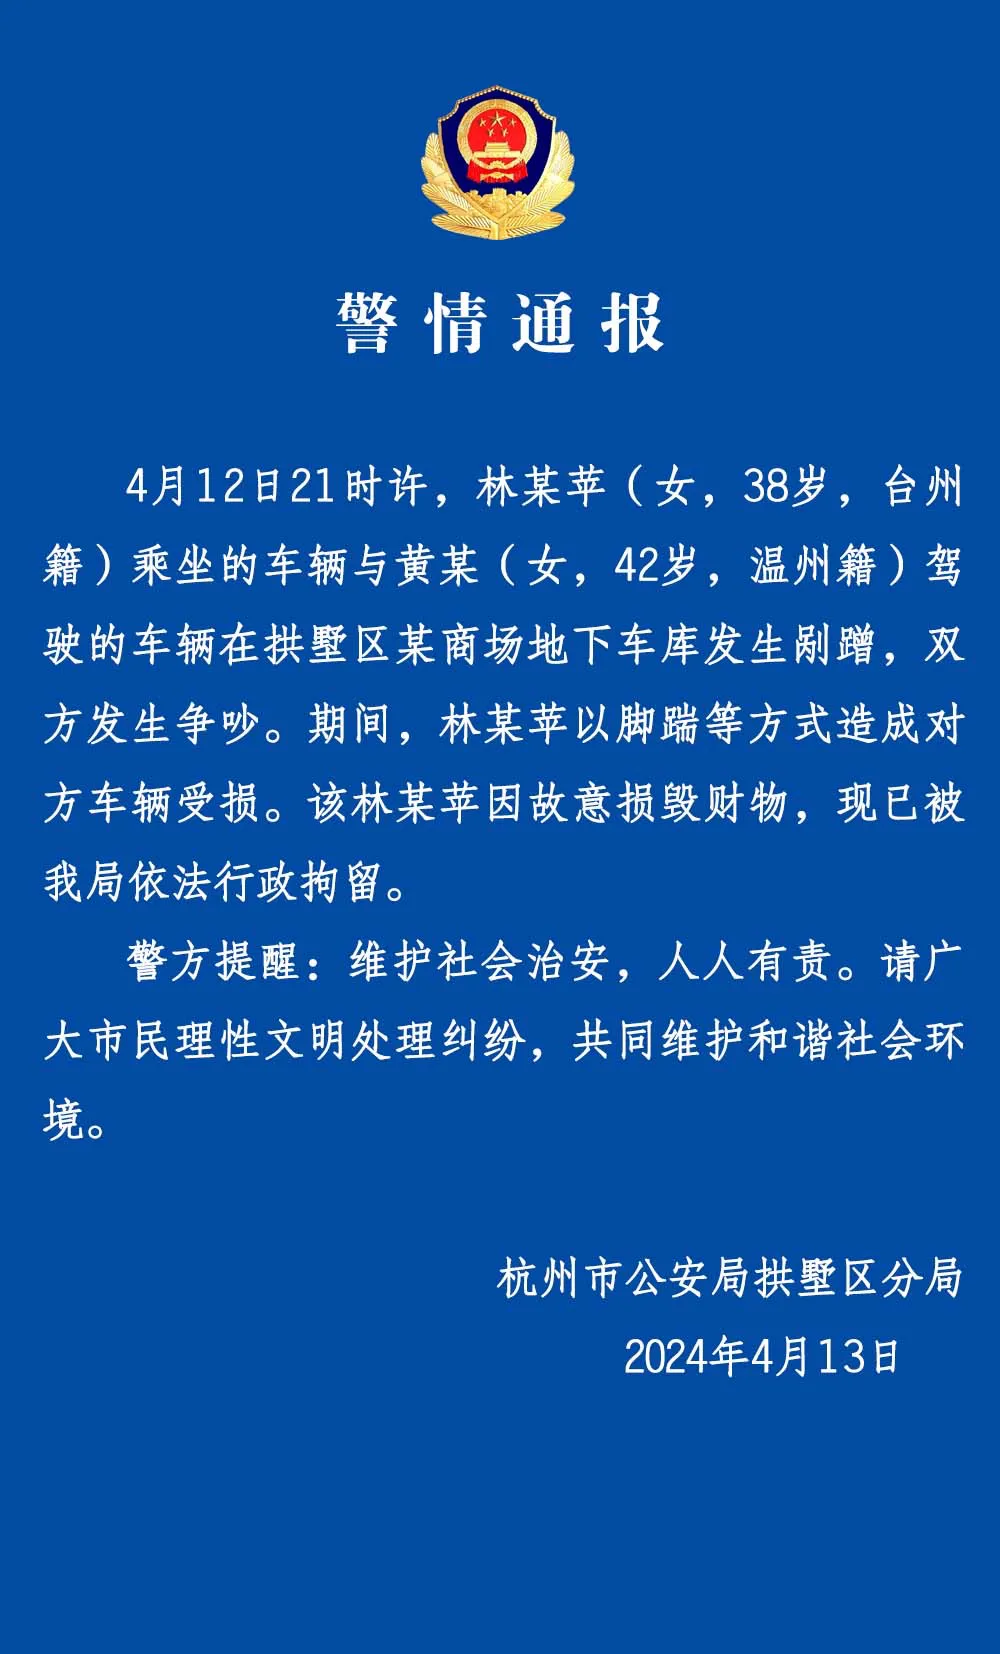 警情通报
4月12日21时许，林某苹（女，38岁，台州
籍）乘坐的车辆与黄某（女，42岁，温州籍）驾
驶的车辆在拱墅区某商场地下车库发生剐蹭，双
方发生争吵。期间，林某苹以脚踹等方式造成对
方车辆受损。该林某苹因故意损毁财物，现已被
我局依法行政拘留。
警方提醒：维护社会治安，人人有责。请广
大市民理性文明处理纠纷，共同维护和谐社会环
境。
杭州市公安局拱墅区分局
2024年4月13日